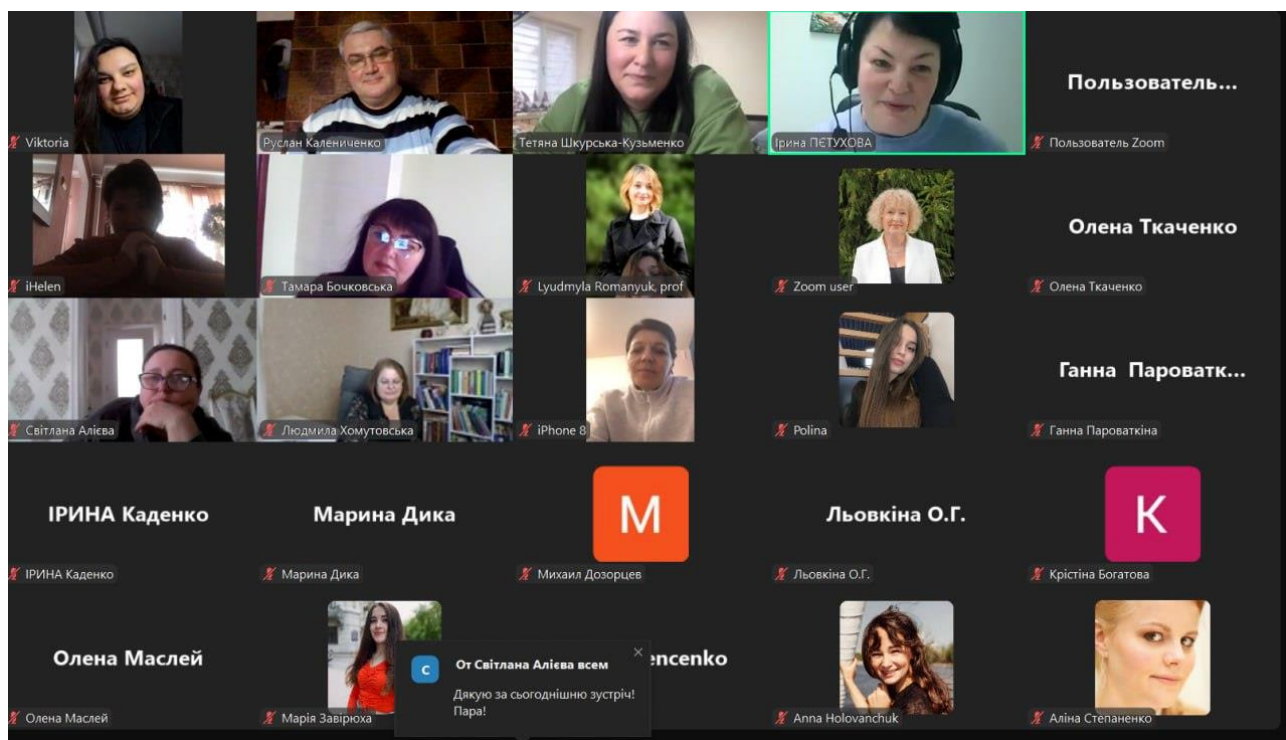 Viktoria
Руслан Калениченко
Тетяна Шкурська-Кузьменко
Ірина ПЄТУХОВА
Пользователь...
Пользователь Zoom
iHelen
Тамара Бочковська
Lyudmyla Romanyuk, prof
Zoom user
Олена Ткаченко
Олена Ткаченко
Світлана Алієва
Людмила Хомутовська
iPhone 8
Polina
Ганна Пароватк...
Ганна Пароваткіна
ІРИНА Каденко
ІРИНА Каденко
Марина Дика
Марина Дика
М
Михаил Дозорцев
Льовкіна О.Г.
Льовкіна О.Г.
К
Крістіна Богатова
Олена Маслей
Олена Маслей
Марія Завірюха
encenko
С
От Світлана Алієва всем
Дякую за сьогоднішню зустріч!
Пара!
Anna Holovanchuk
Аліна Степаненко